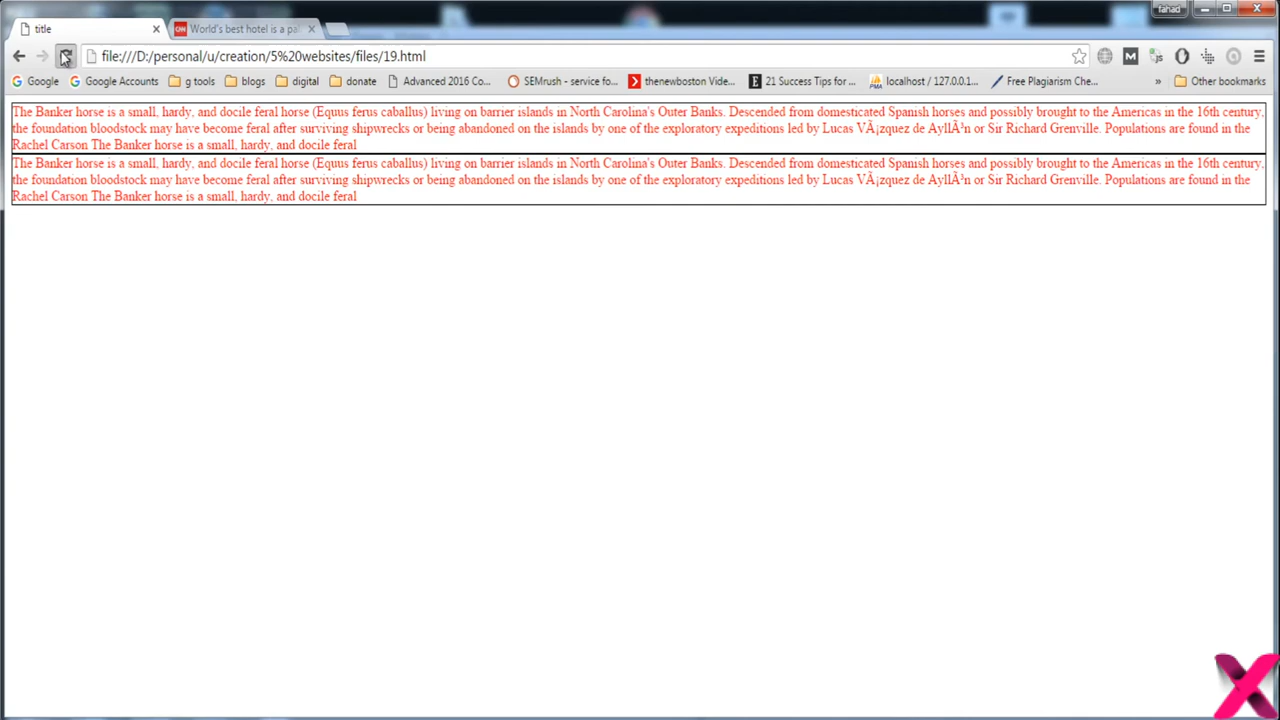 fahad
title
CNN World's best hotel is a pal
file:///D:/personal/u/creation/5%20websites/files/19.html
Google Google Accounts g tools blogs digital donate Advanced 2016 Co... SEMrush - service fo... thenewboston Vide... 21 Success Tips for ... localhost / 127.0.0.1... Free Plagiarism Che... » Other bookmarks
The Banker horse is a small, hardy, and docile feral horse (Equus ferus caballus) living on barrier islands in North Carolina's Outer Banks. Descended from domesticated Spanish horses and possibly brought to the Americas in the 16th century,
the foundation bloodstock may have become feral after surviving shipwrecks or being abandoned on the islands by one of the exploratory expeditions led by Lucas VÃ¡zquez de AyllÃ³n or Sir Richard Grenville. Populations are found in the
Rachel Carson The Banker horse is a small, hardy, and docile feral
The Banker horse is a small, hardy, and docile feral horse (Equus ferus caballus) living on barrier islands in North Carolina's Outer Banks. Descended from domesticated Spanish horses and possibly brought to the Americas in the 16th century,
the foundation bloodstock may have become feral after surviving shipwrecks or being abandoned on the islands by one of the exploratory expeditions led by Lucas VÃ¡zquez de AyllÃ³n or Sir Richard Grenville. Populations are found in the
Rachel Carson The Banker horse is a small, hardy, and docile feral